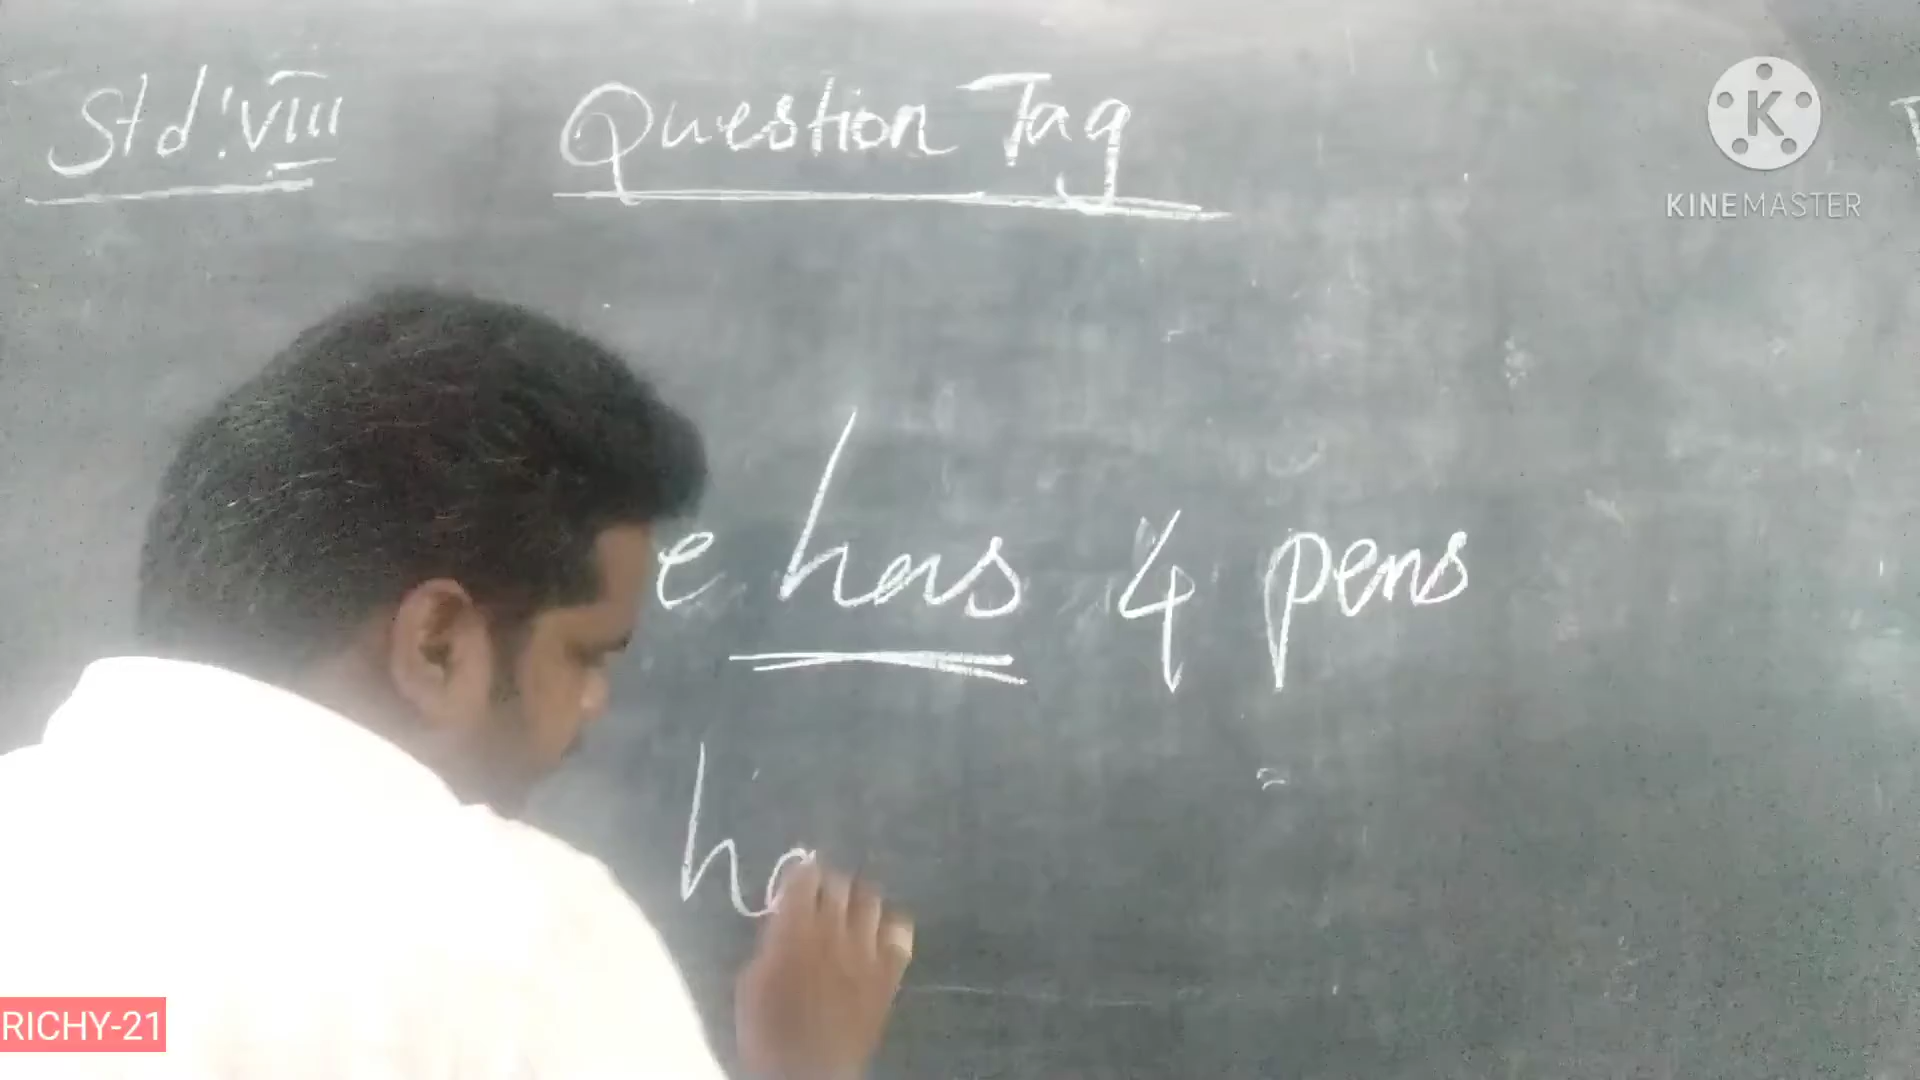 Std: VIII Question Tag
KINEMASTER
e has 4 pens
ha
RICHY-21